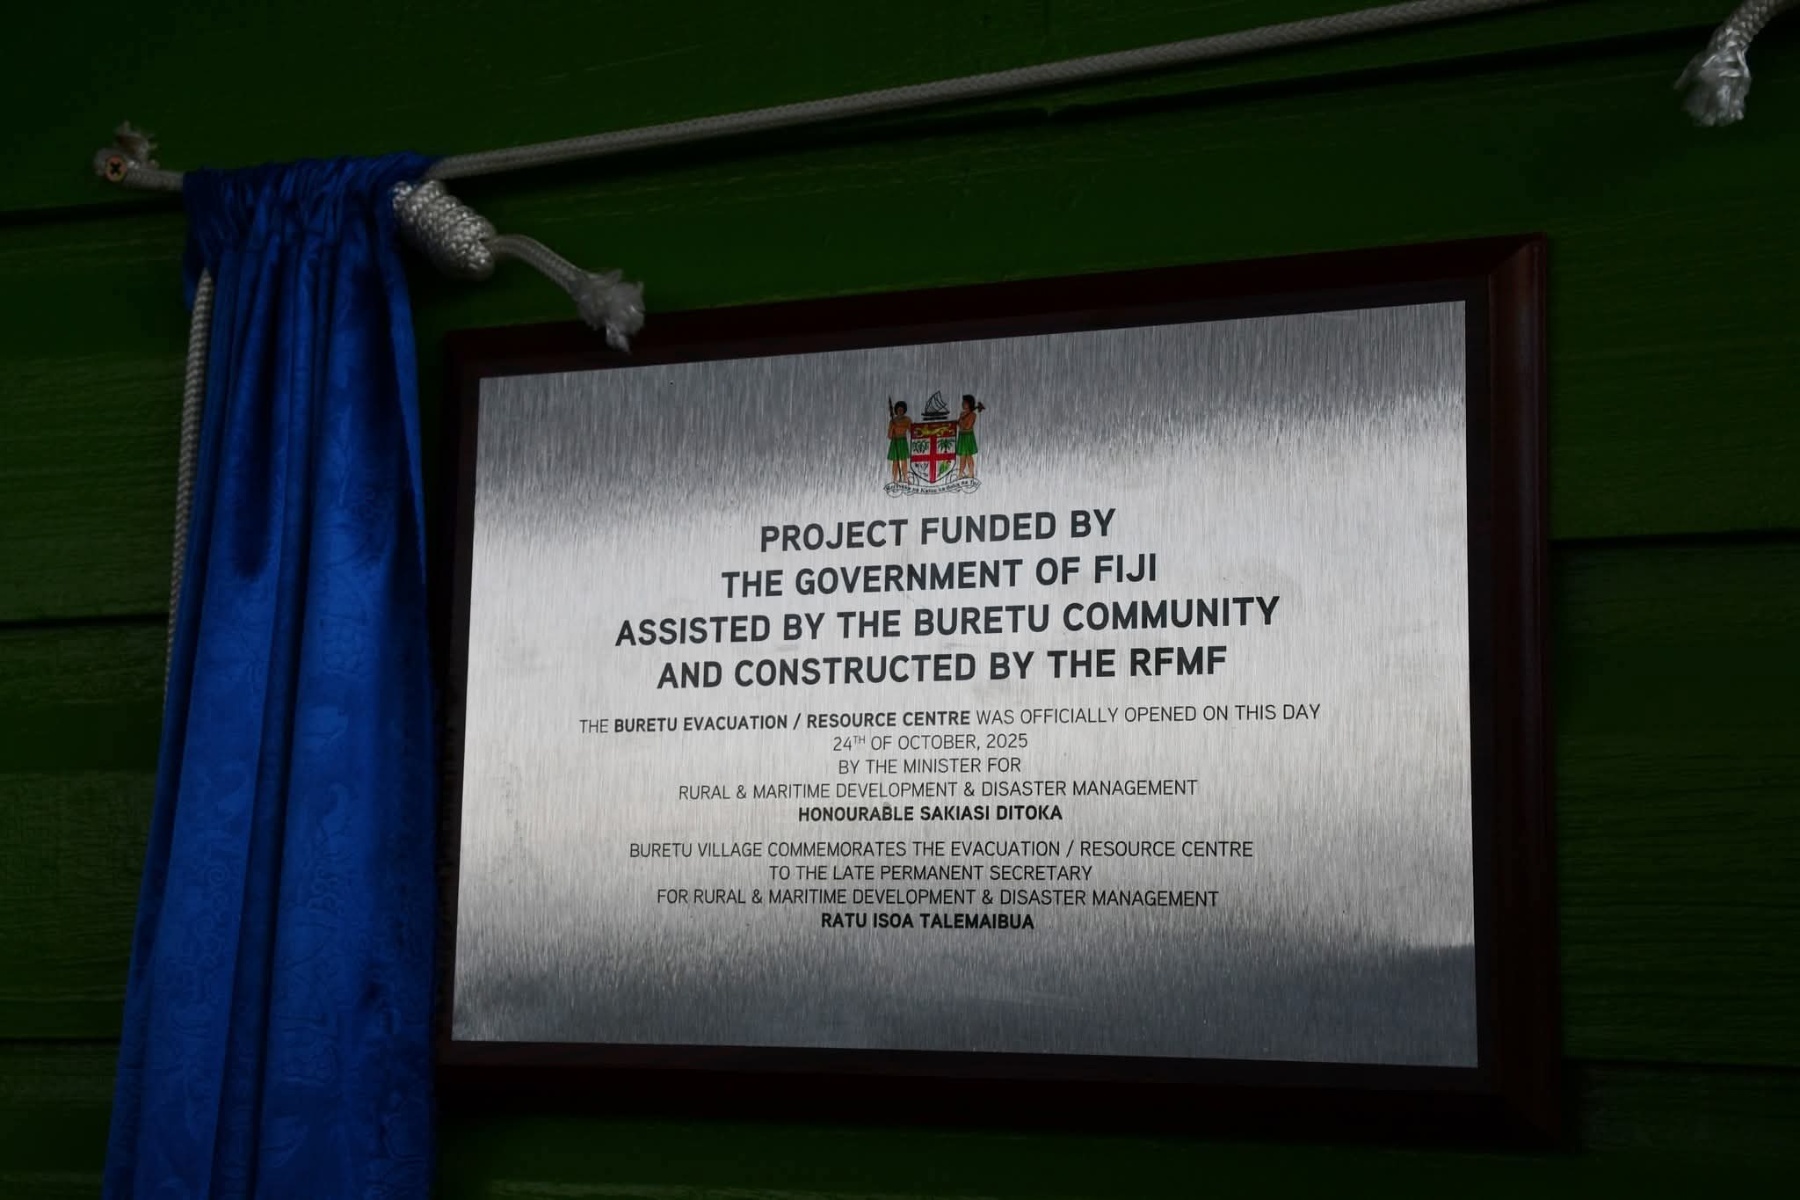 PROJECT FUNDED BY
THE GOVERNMENT OF FIJI
ASSISTED BY THE BURETU COMMUNITY
AND CONSTRUCTED BY THE RFMF
THE BURETU EVACUATION / RESOURCE CENTRE WAS OFFICIALLY OPENED ON THIS DAY
24TH OF OCTOBER, 2025
BY THE MINISTER FOR
RURAL & MARITIME DEVELOPMENT & DISASTER MANAGEMENT
HONOURABLE SAKIASI DITOKA
BURETU VILLAGE COMMEMORATES THE EVACUATION / RESOURCE CENTRE
TO THE LATE PERMANENT SECRETARY
FOR RURAL & MARITIME DEVELOPMENT & DISASTER MANAGEMENT
RATU ISOA TALEMAIBUA